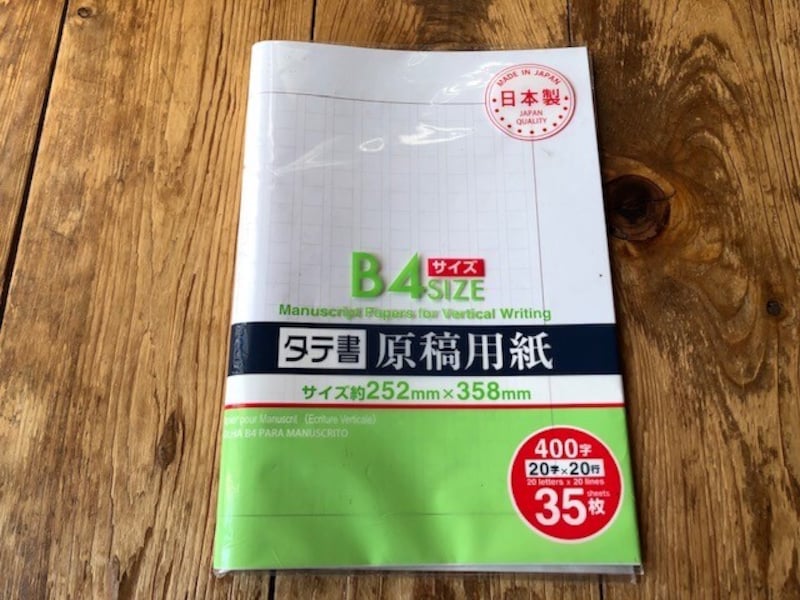 MADE IN JAPAN
日本製
JAPAN
QUALITY
B4サイズ
SIZE
Manuscript Papers for Vertical Writing
タテ書 原稿用紙
サイズ約252mm×358mm
pour Manuscrit (Ecriture Verticale)
B4 PARA MANUSCRITO
400字
20字×20行
20 letters x 20 lines
35枚
sheets